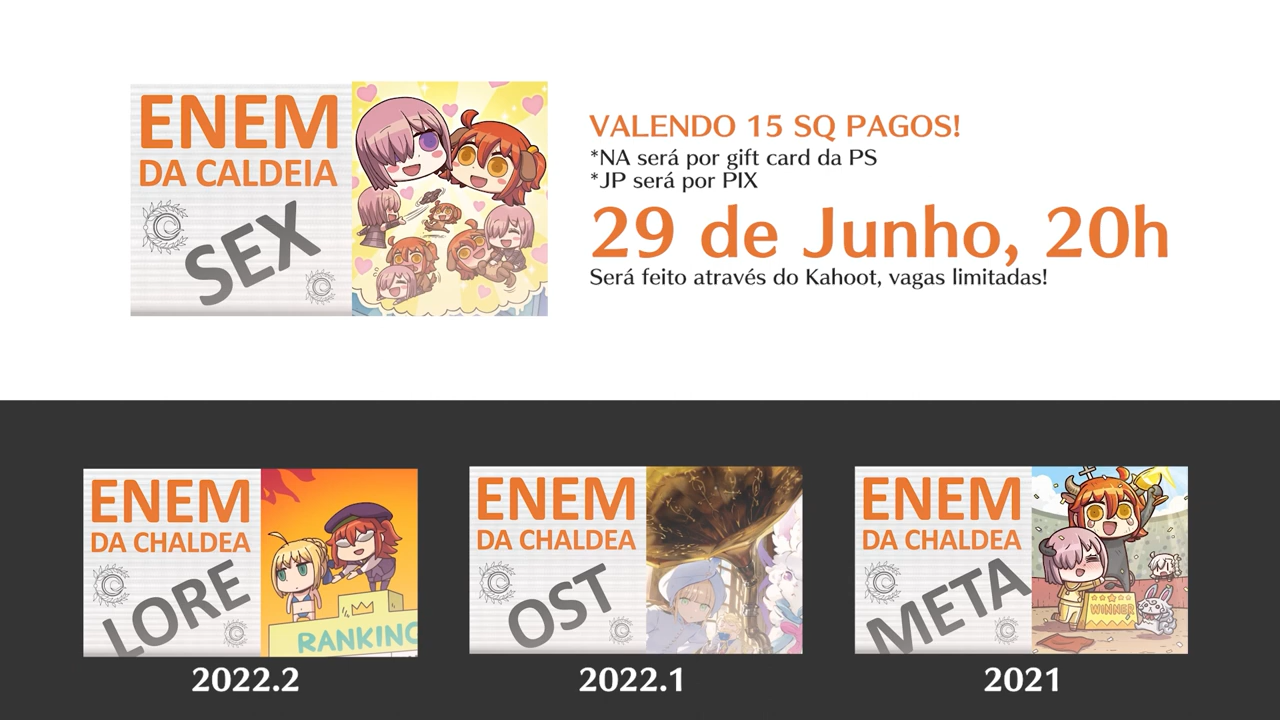 ENEM
DA CALDEIA
SEX
VALENDO 15 SQ PAGOS!
*NA será por gift card da PS
*JP será por PIX
29 de Junho, 20h
Será feito através do Kahoot, vagas limitadas!
ENEM
DA CHALDEA
LORE
RANKING
2022.2
ENEM
DA CHALDEA
OST
2022.1
ENEM
DA CHALDEA
META
WINNER
2021